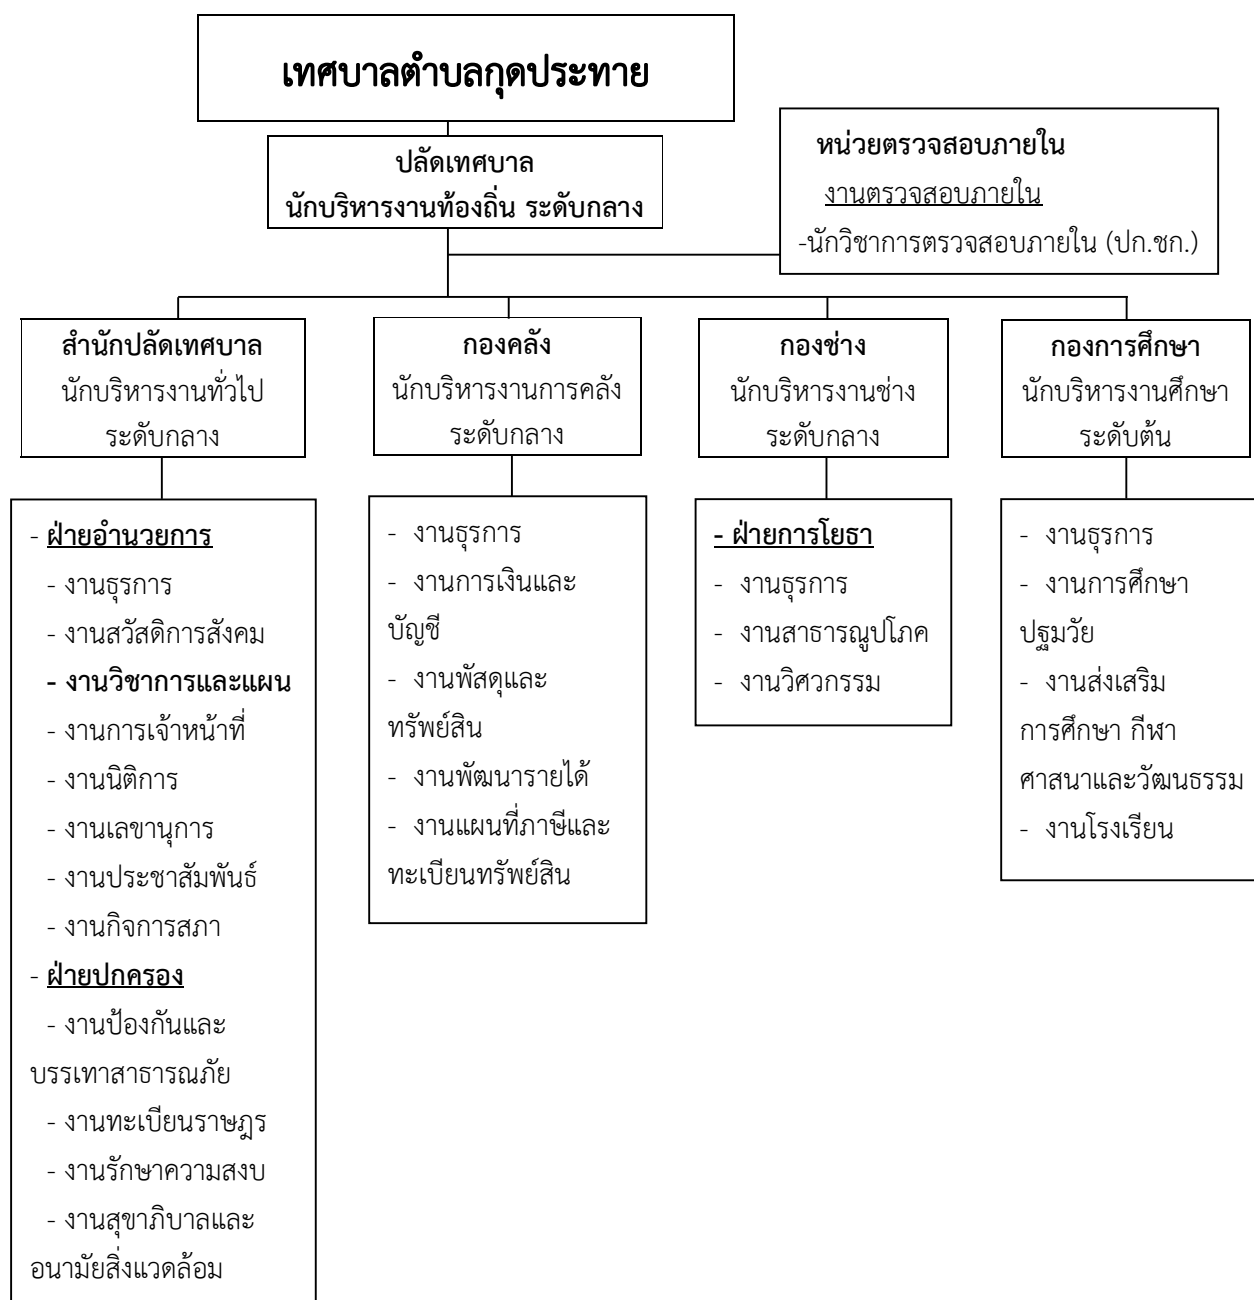 เทศบาลตำบลกุดประทาย
ปลัดเทศบาล
นักบริหารงานท้องถิ่น ระดับกลาง
หน่วยตรวจสอบภายใน
งานตรวจสอบภายใน
-นักวิชาการตรวจสอบภายใน (ปก.ชก.)
สำนักปลัดเทศบาล
นักบริหารงานทั่วไป
ระดับกลาง
กองคลัง
นักบริหารงานการคลัง
ระดับกลาง
กองช่าง
นักบริหารงานช่าง
ระดับกลาง
กองการศึกษา
นักบริหารงานศึกษา
ระดับต้น
- ฝ่ายอำนวยการ
- งานธุรการ
- งานสวัสดิการสังคม
- งานวิชาการและแผน
- งานการเจ้าหน้าที่
- งานนิติการ
- งานเลขานุการ
- งานประชาสัมพันธ์
- งานกิจการสภา
- ฝ่ายปกครอง
- งานป้องกันและ
บรรเทาสาธารณภัย
- งานทะเบียนราษฎร
- งานรักษาความสงบ
- งานสุขาภิบาลและ
อนามัยสิ่งแวดล้อม
- งานธุรการ
- งานการเงินและ
บัญชี
- งานพัสดุและ
ทรัพย์สิน
- งานพัฒนารายได้
- งานแผนที่ภาษีและ
ทะเบียนทรัพย์สิน
- ฝ่ายการโยธา
- งานธุรการ
- งานสาธารณูปโภค
- งานวิศวกรรม
- งานธุรการ
- งานการศึกษา
ปฐมวัย
- งานส่งเสริม
การศึกษา กีฬา
ศาสนาและวัฒนธรรม
- งานโรงเรียน